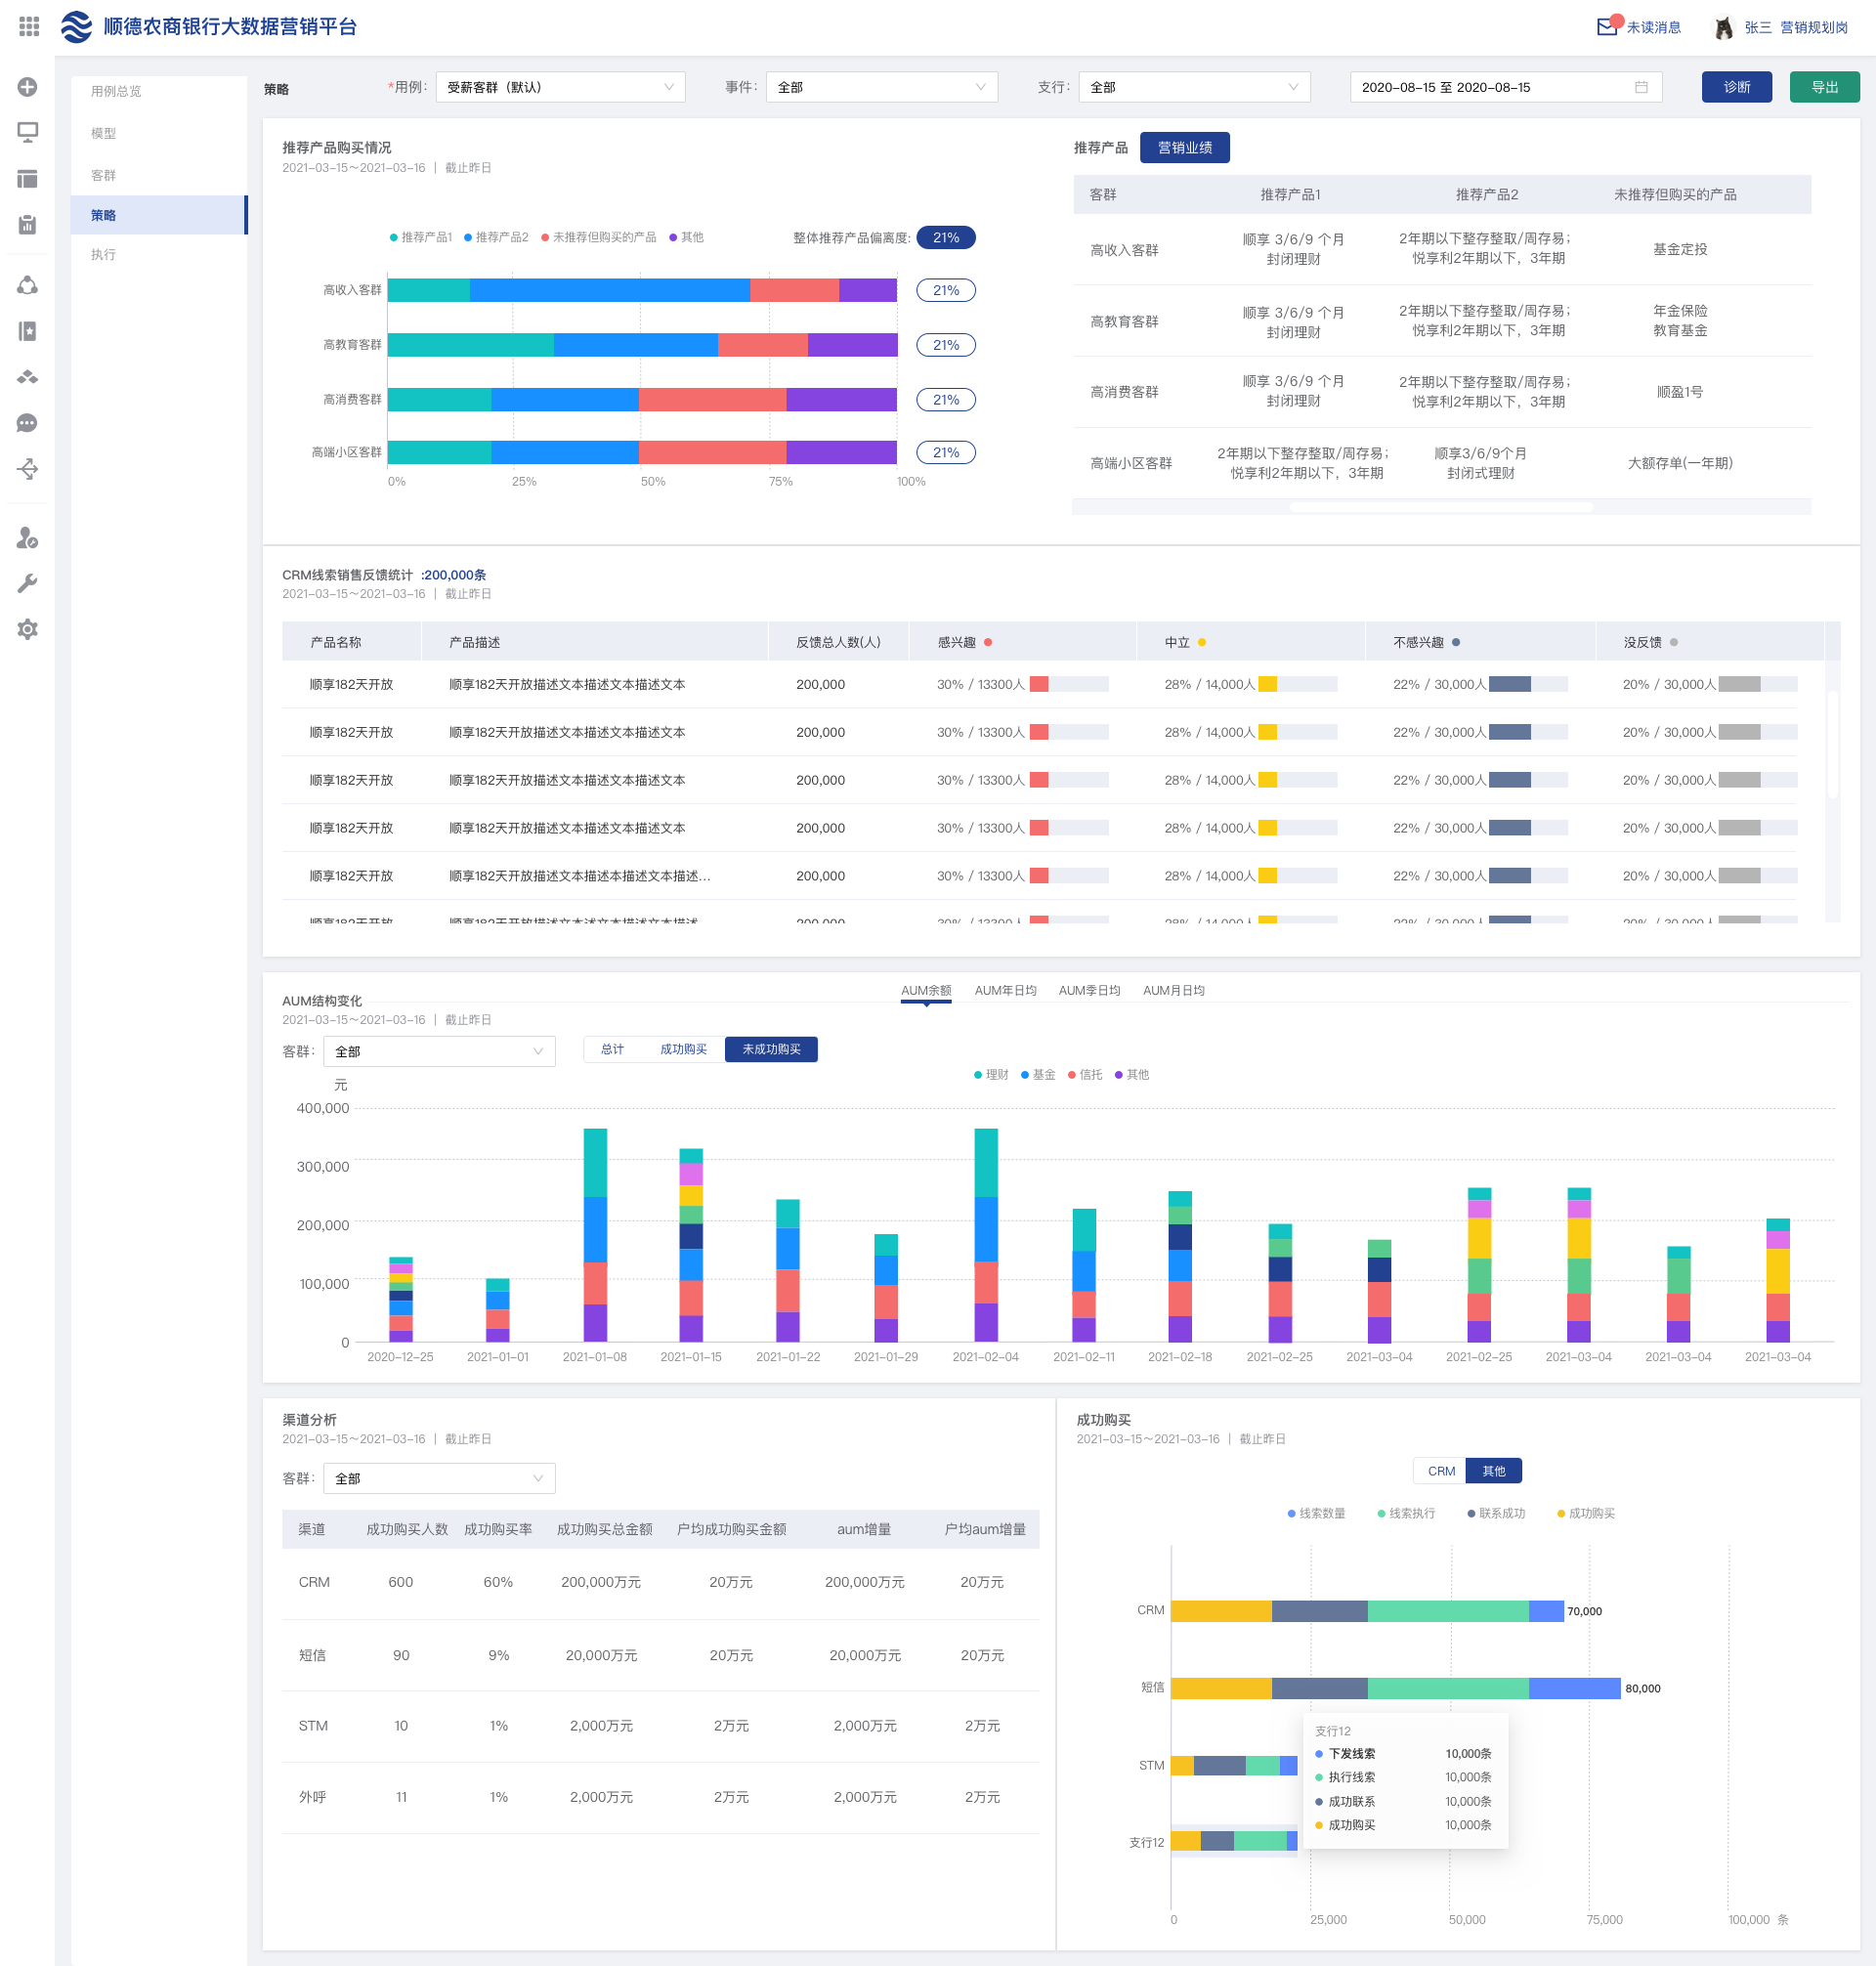 顺德农商银行大数据营销平台
未读消息
张三 营销规划岗
用例总览
模型
客群
策略
执行
策略
*用例: 受薪客群（默认）
事件: 全部
支行: 全部
2020-08-15 至 2020-08-15
诊断
导出
推荐产品购买情况
2021-03-15～2021-03-16 | 截止昨日
推荐产品1 推荐产品2 未推荐但购买的产品 其他
整体推荐产品偏离度: 21%
高收入客群 21%
高教育客群 21%
高消费客群 21%
高端小区客群 21%
0% 25% 50% 75% 100%
推荐产品 营销业绩
客群 推荐产品1 推荐产品2 未推荐但购买的产品
高收入客群
顺享 3/6/9 个月
封闭理财
2年期以下整存整取/周存易；
悦享利2年期以下，3年期
基金定投
高教育客群
顺享 3/6/9 个月
封闭理财
2年期以下整存整取/周存易；
悦享利2年期以下，3年期
年金保险
教育基金
高消费客群
顺享 3/6/9 个月
封闭理财
2年期以下整存整取/周存易；
悦享利2年期以下，3年期
顺盈1号
高端小区客群
2年期以下整存整取/周存易；
悦享利2年期以下，3年期
顺享3/6/9个月
封闭式理财
大额存单(一年期)
CRM线索销售反馈统计 :200,000条
2021-03-15～2021-03-16 | 截止昨日
产品名称 产品描述 反馈总人数(人) 感兴趣 中立 不感兴趣 没反馈
顺享182天开放 顺享182天开放描述文本描述文本描述文本 200,000 30% / 13300人 28% / 14,000人 22% / 30,000人 20% / 30,000人
顺享182天开放 顺享182天开放描述文本描述文本描述文本 200,000 30% / 13300人 28% / 14,000人 22% / 30,000人 20% / 30,000人
顺享182天开放 顺享182天开放描述文本描述文本描述文本 200,000 30% / 13300人 28% / 14,000人 22% / 30,000人 20% / 30,000人
顺享182天开放 顺享182天开放描述文本描述文本描述文本 200,000 30% / 13300人 28% / 14,000人 22% / 30,000人 20% / 30,000人
顺享182天开放 顺享182天开放描述文本描述本描述文本描述... 200,000 30% / 13300人 28% / 14,000人 22% / 30,000人 20% / 30,000人
AUM结构变化
AUM余额 AUM年日均 AUM季日均 AUM月日均
2021-03-15～2021-03-16 | 截止昨日
客群: 全部
总计 成功购买 未成功购买
理财 基金 信托 其他
元
400,000
300,000
200,000
100,000
0
2020-12-25 2021-01-01 2021-01-08 2021-01-15 2021-01-22 2021-01-29 2021-02-04 2021-02-11 2021-02-18 2021-02-25 2021-03-04 2021-02-25 2021-03-04 2021-03-04 2021-03-04
渠道分析
2021-03-15～2021-03-16 | 截止昨日
客群: 全部
渠道 成功购买人数 成功购买率 成功购买总金额 户均成功购买金额 aum增量 户均aum增量
CRM 600 60% 200,000万元 20万元 200,000万元 20万元
短信 90 9% 20,000万元 20万元 20,000万元 20万元
STM 10 1% 2,000万元 2万元 2,000万元 2万元
外呼 11 1% 2,000万元 2万元 2,000万元 2万元
成功购买
2021-03-15～2021-03-16 | 截止昨日
CRM 其他
线索数量 线索执行 联系成功 成功购买
CRM 70,000
短信 80,000
STM
支行12
支行12
下发线索 10,000条
执行线索 10,000条
成功联系 10,000条
成功购买 10,000条
0 25,000 50,000 75,000 100,000 条